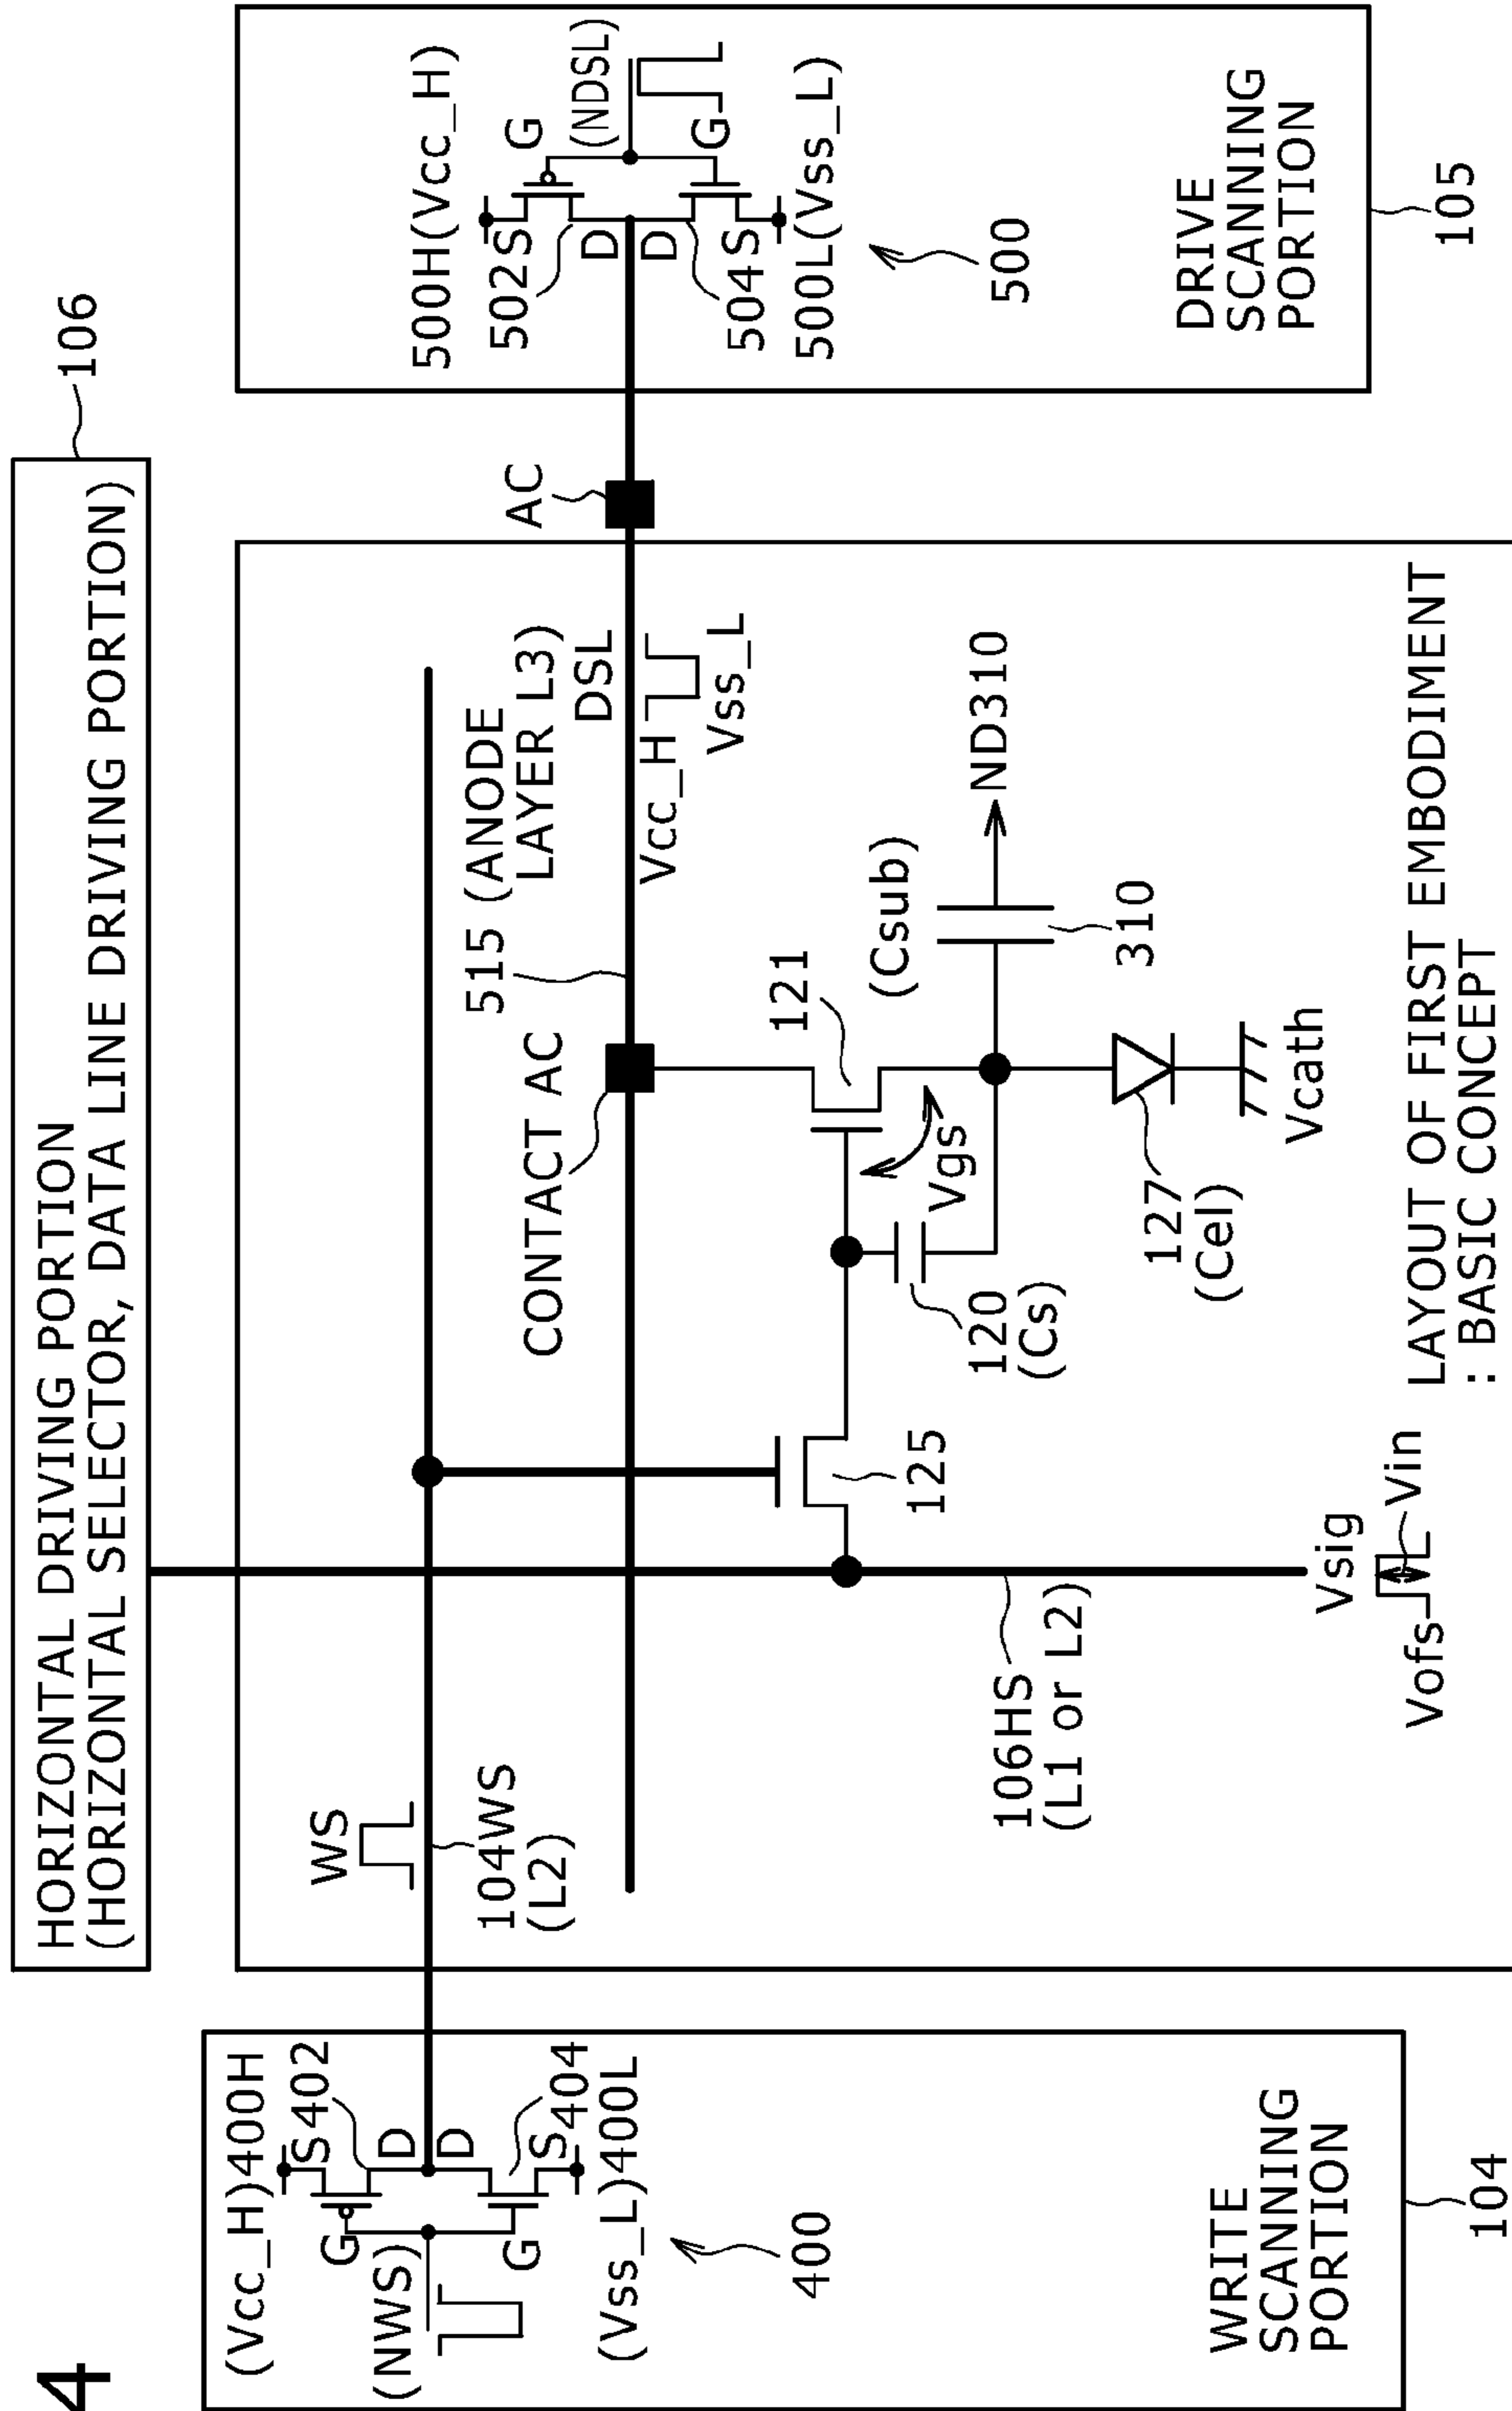 4
HORIZONTAL DRIVING PORTION
(HORIZONTAL SELECTOR, DATA LINE DRIVING PORTION)
106
(Vcc_H)400H
S
402
G
D
(NWS)
D
G
S
404
(Vss_L)400L
400
WRITE
SCANNING
PORTION
104
WS
104WS
(L2)
515 (ANODE
LAYER L3)
DSL
CONTACT AC
Vcc_H
Vss_L
AC
121
125
Vgs
120
(Cs)
(Csub)
310
ND310
127
(Cel)
Vcath
106HS
(L1 or L2)
Vsig
Vofs
Vin
LAYOUT OF FIRST EMBODIMENT
: BASIC CONCEPT
500H(Vcc_H)
502
S
G
D
(NDSL)
D
G
504
S
500L(Vss_L)
500
DRIVE
SCANNING
PORTION
105